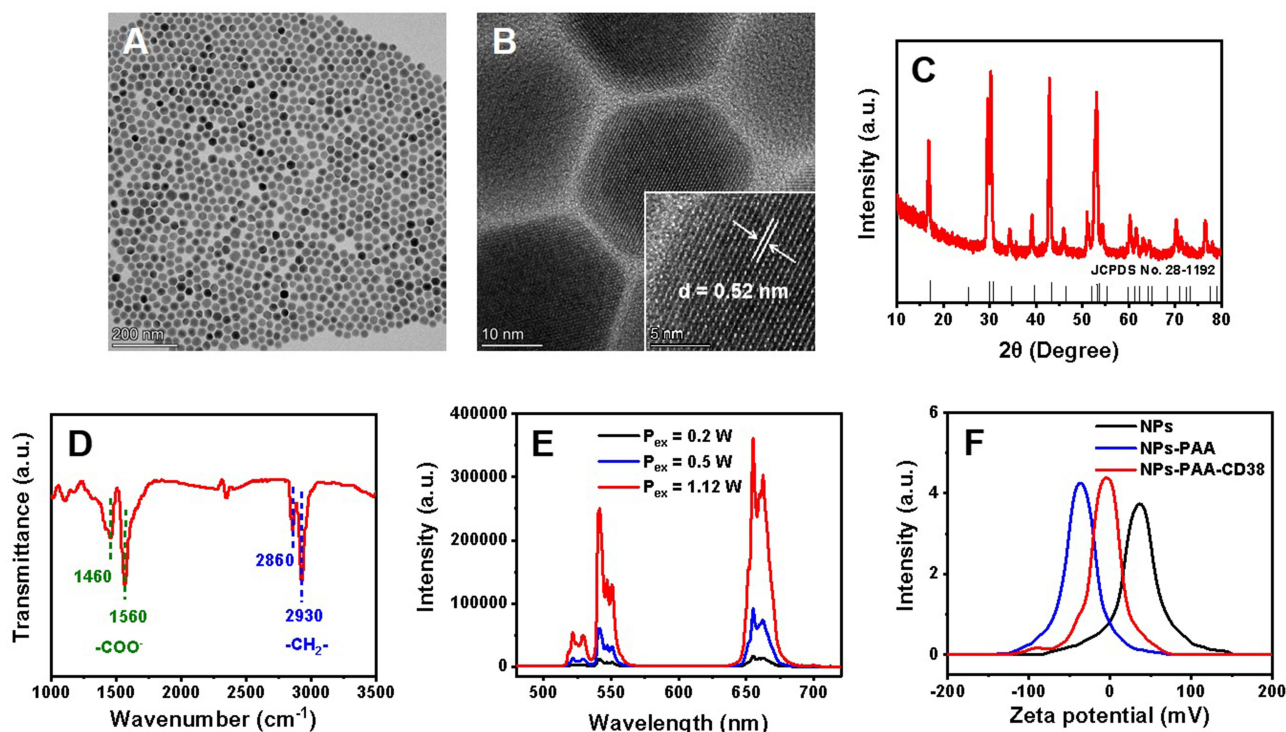 A
200 nm
B
d = 0.52 nm
10 nm
5 nm
C
Intensity (a.u.)
JCPDS No. 28-1192
10 20 30 40 50 60 70 80
2θ (Degree)
D
Transmittance (a.u.)
1460
1560
-COO⁻
2860
2930
-CH₂-
1000 1500 2000 2500 3000 3500
Wavenumber (cm⁻¹)
E
Intensity (a.u.)
400000
300000
200000
100000
0
Pₑₓ = 0.2 W
Pₑₓ = 0.5 W
Pₑₓ = 1.12 W
500 550 600 650 700
Wavelength (nm)
F
Intensity (a.u.)
6
4
2
0
NPs
NPs-PAA
NPs-PAA-CD38
-200 -100 0 100 200
Zeta potential (mV)